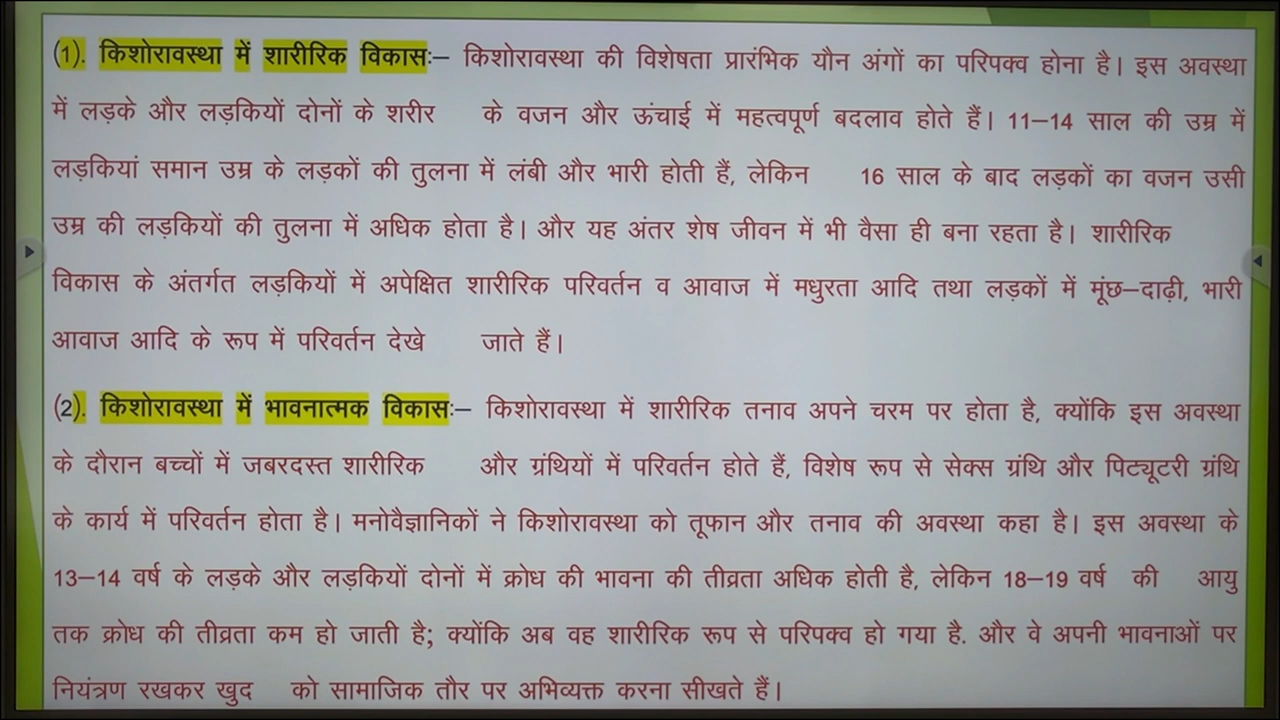 (1). किशोरावस्था में शारीरिक विकासः– किशोरावस्था की विशेषता प्रारंभिक यौन अंगों का परिपक्व होना है। इस अवस्था
में लड़के और लड़कियों दोनों के शरीर के वजन और ऊंचाई में महत्वपूर्ण बदलाव होते हैं। 11–14 साल की उम्र में
लड़कियां समान उम्र के लड़कों की तुलना में लंबी और भारी होती हैं, लेकिन 16 साल के बाद लड़कों का वजन उसी
उम्र की लड़कियों की तुलना में अधिक होता है। और यह अंतर शेष जीवन में भी वैसा ही बना रहता है। शारीरिक
विकास के अंतर्गत लड़कियों में अपेक्षित शारीरिक परिवर्तन व आवाज में मधुरता आदि तथा लड़कों में मूंछ–दाढ़ी, भारी
आवाज आदि के रूप में परिवर्तन देखे जाते हैं।
(2). किशोरावस्था में भावनात्मक विकासः– किशोरावस्था में शारीरिक तनाव अपने चरम पर होता है, क्योंकि इस अवस्था
के दौरान बच्चों में जबरदस्त शारीरिक और ग्रंथियों में परिवर्तन होते हैं, विशेष रूप से सेक्स ग्रंथि और पिट्यूटरी ग्रंथि
के कार्य में परिवर्तन होता है। मनोवैज्ञानिकों ने किशोरावस्था को तूफान और तनाव की अवस्था कहा है। इस अवस्था के
13–14 वर्ष के लड़के और लड़कियों दोनों में क्रोध की भावना की तीव्रता अधिक होती है, लेकिन 18–19 वर्ष की आयु
तक क्रोध की तीव्रता कम हो जाती है; क्योंकि अब वह शारीरिक रूप से परिपक्व हो गया है. और वे अपनी भावनाओं पर
नियंत्रण रखकर खुद को सामाजिक तौर पर अभिव्यक्त करना सीखते हैं।